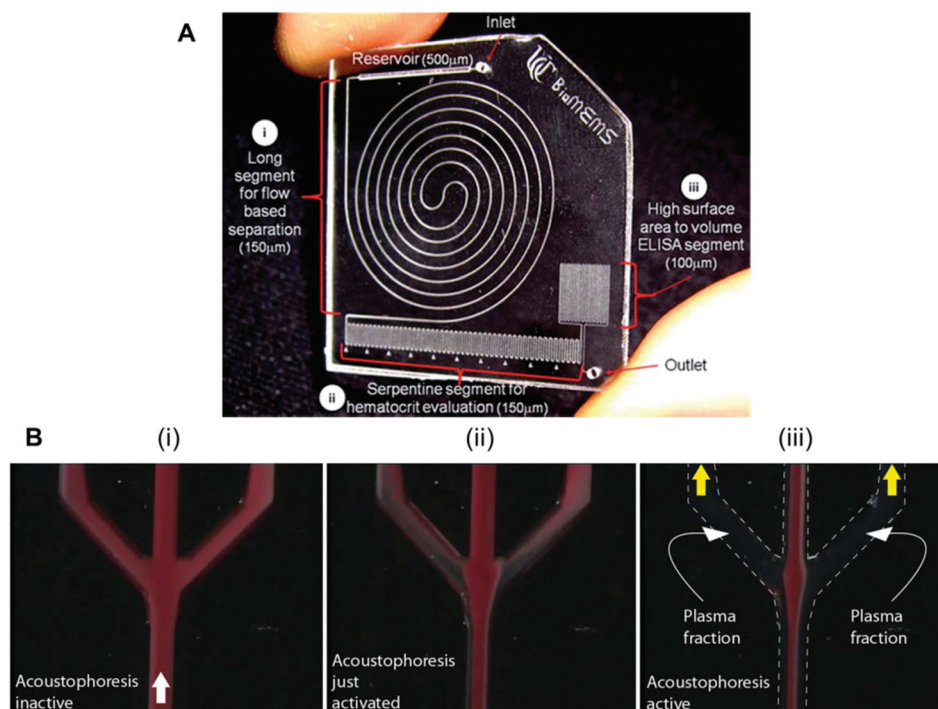 A
Inlet
Reservoir (500µm)
UC BioMEMS
i
Long
segment
for flow
based
separation
(150µm)
iii
High surface
area to volume
ELISA segment
(100µm)
Outlet
ii
Serpentine segment for
hematocrit evaluation (150µm)
B
(i)
(ii)
(iii)
Acoustophoresis
inactive
Acoustophoresis
just
activated
Plasma
fraction
Plasma
fraction
Acoustophoresis
active